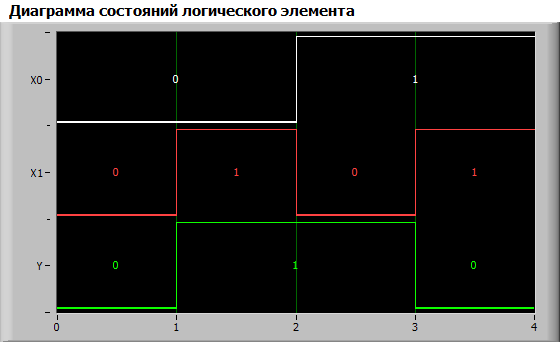 Диаграмма состояний логического элемента
X0
0 1
X1
0 1 0 1
Y
0 1 0
0 1 2 3 4